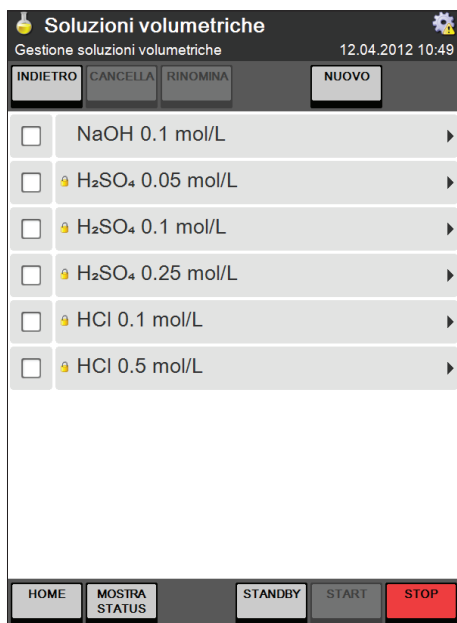 Soluzioni volumetriche
Gestione soluzioni volumetriche 12.04.2012 10:49
INDIETRO CANCELLA RINOMINA NUOVO
NaOH 0.1 mol/L
H₂SO₄ 0.05 mol/L
H₂SO₄ 0.1 mol/L
H₂SO₄ 0.25 mol/L
HCl 0.1 mol/L
HCl 0.5 mol/L
HOME MOSTRA STATUS STANDBY START STOP